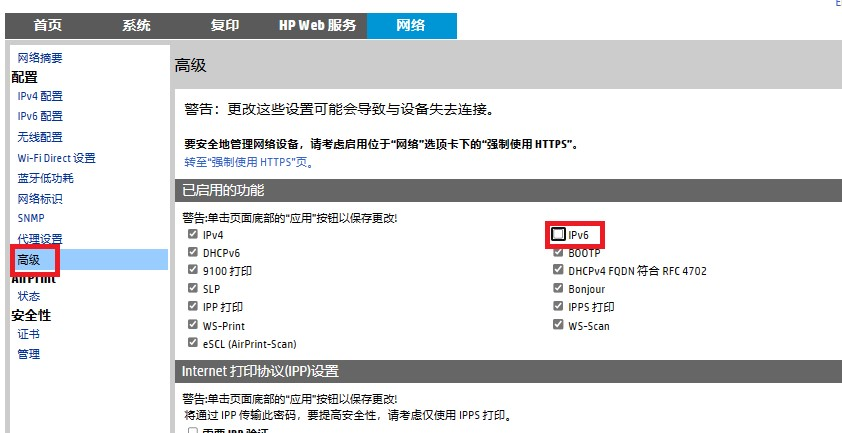 首页 系统 复印 HP Web 服务 网络
网络摘要
配置
IPv4 配置
IPv6 配置
无线配置
Wi-Fi Direct 设置
蓝牙低功耗
网络标识
SNMP
代理设置
高级
AirPrint
状态
安全性
证书
管理
高级
警告：更改这些设置可能会导致与设备失去连接。
要安全地管理网络设备，请考虑启用位于“网络”选项卡下的“强制使用 HTTPS”。
转至“强制使用 HTTPS”页。
已启用的功能
警告:单击页面底部的“应用”按钮以保存更改!
IPv4 IPv6
DHCPv6 BOOTP
9100 打印 DHCPv4 FQDN 符合 RFC 4702
SLP Bonjour
IPP 打印 IPPS 打印
WS-Print WS-Scan
eSCL (AirPrint-Scan)
Internet 打印协议(IPP)设置
警告:单击页面底部的“应用”按钮以保存更改!
将通过 IPP 传输此密码，要提高安全性，请考虑仅使用 IPPS 打印。
需要 IPP 验证